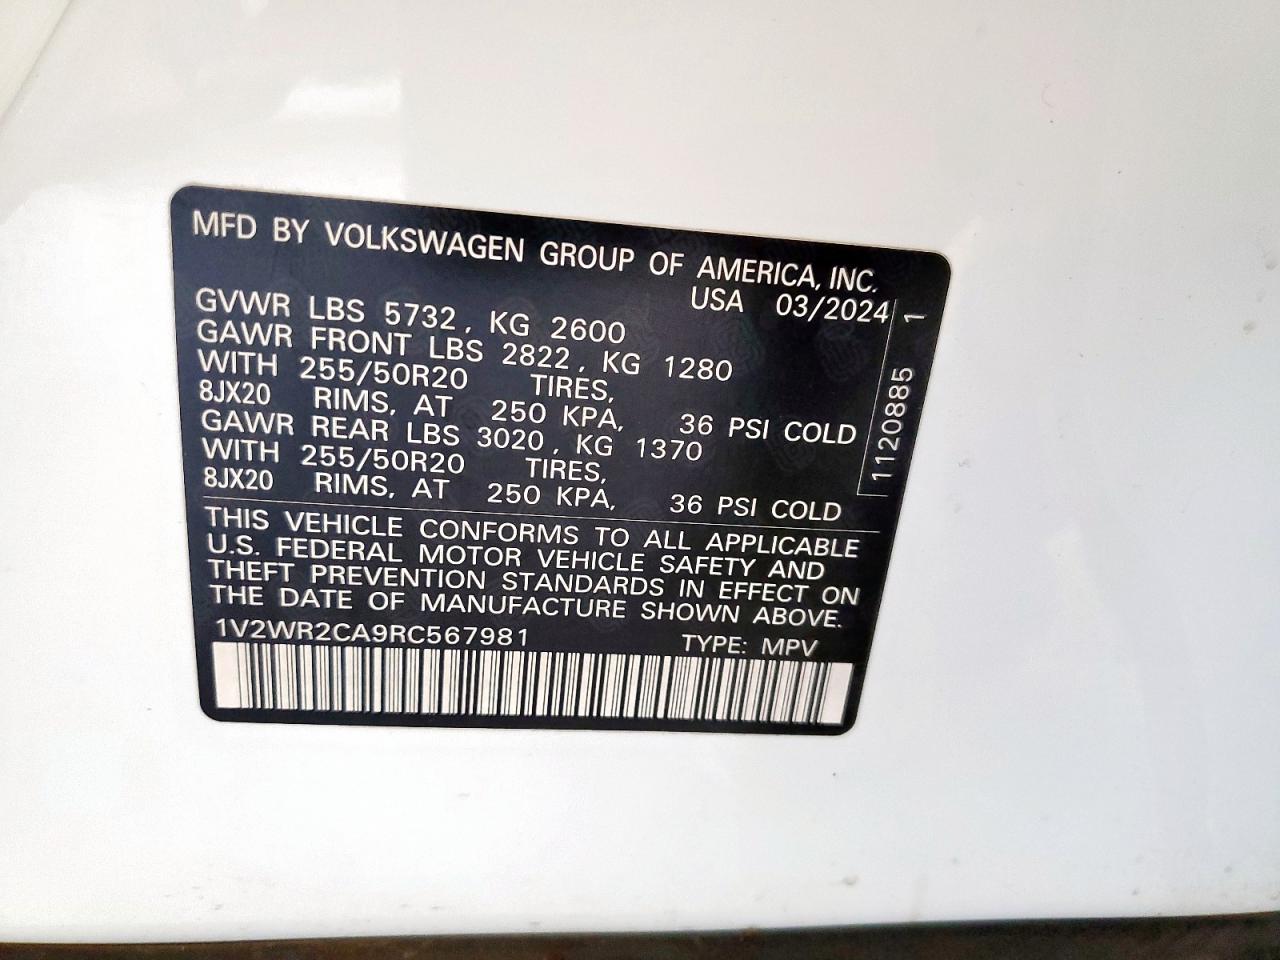 MFD BY VOLKSWAGEN GROUP OF AMERICA, INC.
USA 03/2024
GVWR LBS 5732, KG 2600
GAWR FRONT LBS 2822, KG 1280
WITH 255/50R20 TIRES,
8JX20 RIMS, AT 250 KPA, 36 PSI COLD
GAWR REAR LBS 3020, KG 1370
WITH 255/50R20 TIRES,
8JX20 RIMS, AT 250 KPA, 36 PSI COLD
THIS VEHICLE CONFORMS TO ALL APPLICABLE
U.S. FEDERAL MOTOR VEHICLE SAFETY AND
THEFT PREVENTION STANDARDS IN EFFECT ON
THE DATE OF MANUFACTURE SHOWN ABOVE.
1V2WR2CA9RC567981 TYPE: MPV
1120885 1